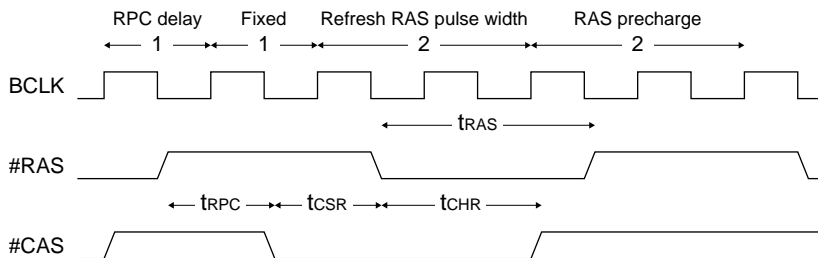 RPC delay Fixed Refresh RAS pulse width RAS precharge
1 1 2 2
BCLK
tRAS
#RAS
tRPC tCSR tCHR
#CAS